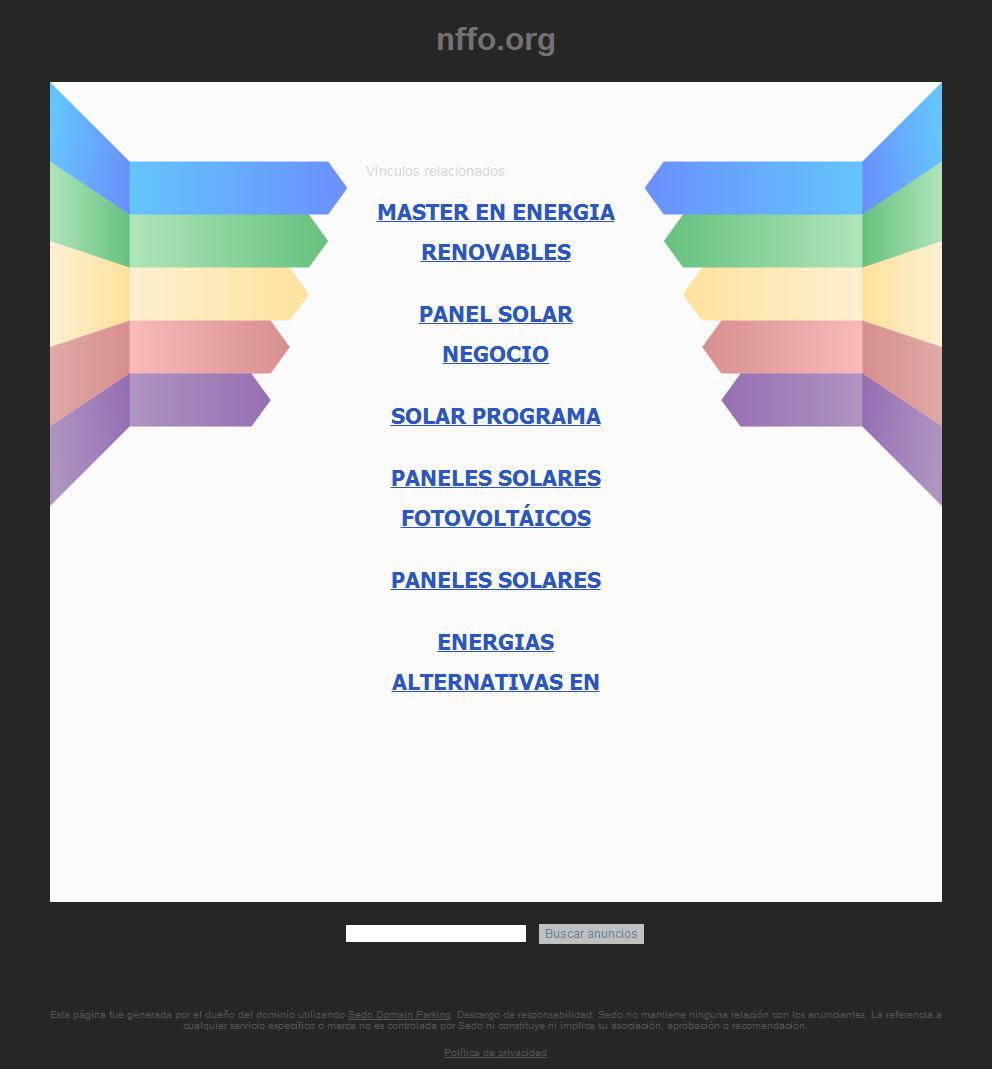 nffo.org
Vínculos relacionados
MASTER EN ENERGIA
RENOVABLES
PANEL SOLAR
NEGOCIO
SOLAR PROGRAMA
PANELES SOLARES
FOTOVOLTÁICOS
PANELES SOLARES
ENERGIAS
ALTERNATIVAS EN
Buscar anuncios
Esta página fue generada por el dueño del dominio utilizando Sedo Domain Parking. Descargo de responsabilidad: Sedo no mantiene ninguna relación con los anunciantes. La referencia a
cualquier servicio específico o marca no es controlada por Sedo ni constituye ni implica su asociación, aprobación o recomendación.
Política de privacidad